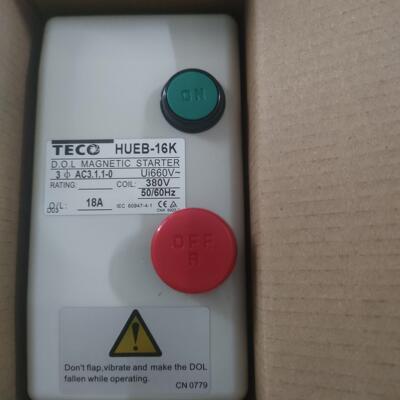 ON
TECO HUEB-16K
D.O.L MAGNETIC STARTER
3 φ AC3.1.1-0 Ui660V~
RATING: COIL: 380V
50/60Hz
O/L: 18A IEC 60947-4-1 CE
OFF
R
Don't flap,vibrate and make the DOL
fallen while operating.
CN 0779